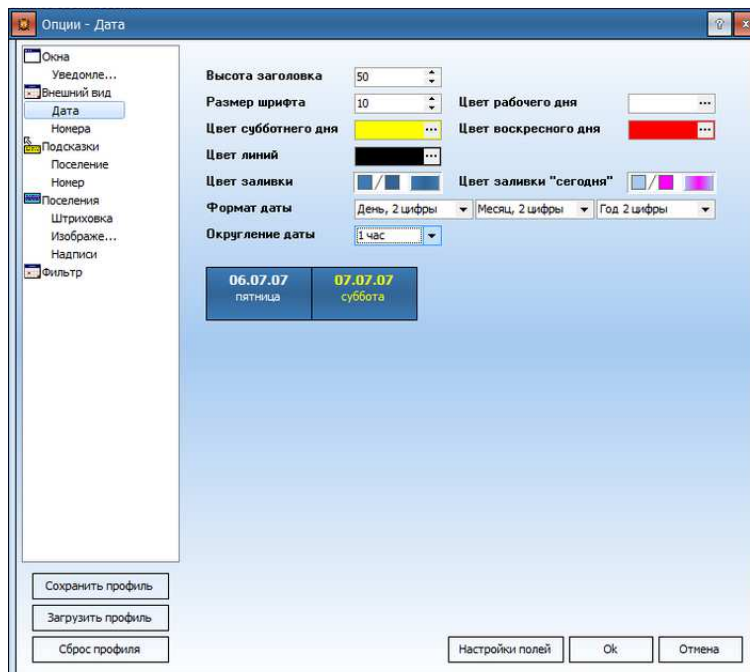 Опции - Дата
Окна
Уведомле...
Внешний вид
Дата
Номера
Подсказки
Поселение
Номер
Поселения
Штриховка
Изображе...
Надписи
Фильтр
Высота заголовка 50
Размер шрифта 10 Цвет рабочего дня
Цвет субботнего дня Цвет воскресного дня
Цвет линий
Цвет заливки Цвет заливки "сегодня"
Формат даты День, 2 цифры Месяц, 2 цифры Год 2 цифры
Округление даты 1 час
06.07.07 07.07.07
пятница суббота
Сохранить профиль
Загрузить профиль
Сброс профиля
Настройки полей Ok Отмена